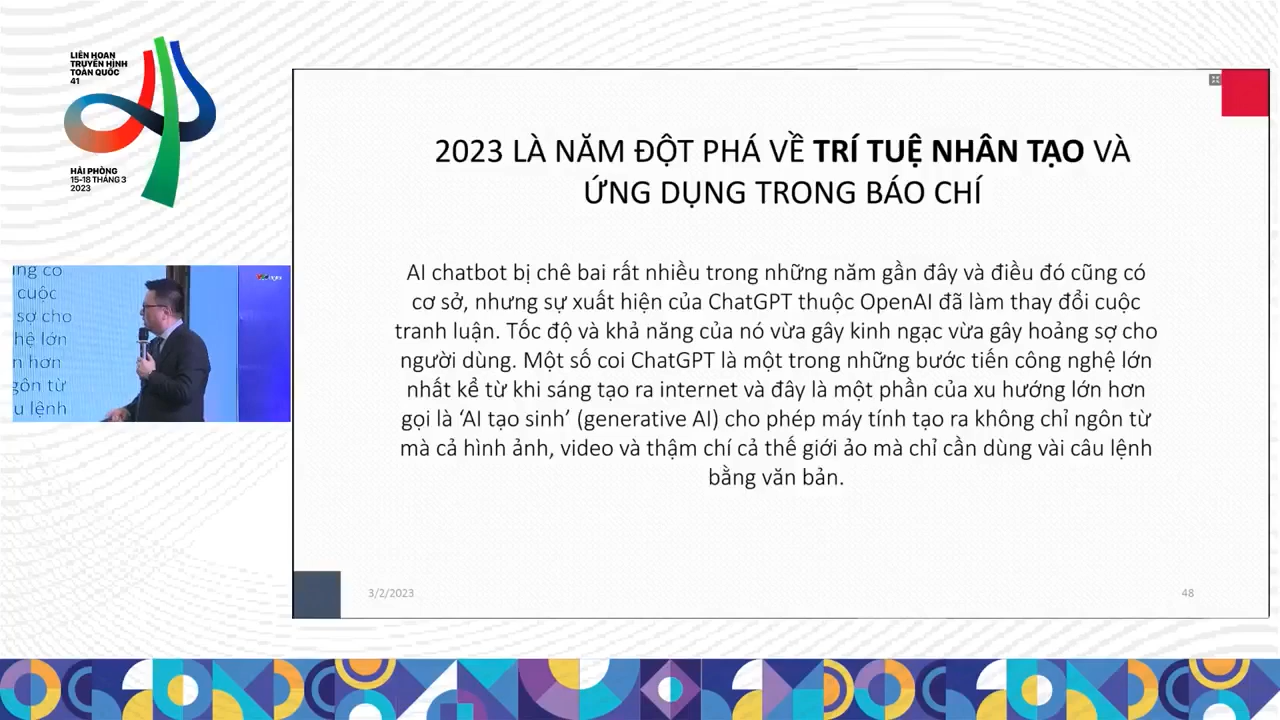 LIÊN HOAN
TRUYỀN HÌNH
TOÀN QUỐC
41
HẢI PHÒNG
15-18 THÁNG 3
2023
2023 LÀ NĂM ĐỘT PHÁ VỀ TRÍ TUỆ NHÂN TẠO VÀ
ỨNG DỤNG TRONG BÁO CHÍ
AI chatbot bị chê bai rất nhiều trong những năm gần đây và điều đó cũng có
cơ sở, nhưng sự xuất hiện của ChatGPT thuộc OpenAI đã làm thay đổi cuộc
tranh luận. Tốc độ và khả năng của nó vừa gây kinh ngạc vừa gây hoảng sợ cho
người dùng. Một số coi ChatGPT là một trong những bước tiến công nghệ lớn
nhất kể từ khi sáng tạo ra internet và đây là một phần của xu hướng lớn hơn
gọi là ‘AI tạo sinh’ (generative AI) cho phép máy tính tạo ra không chỉ ngôn từ
mà cả hình ảnh, video và thậm chí cả thế giới ảo mà chỉ cần dùng vài câu lệnh
bằng văn bản.
3/2/2023
48
cuộc
sợ cho
lớn
hơn
từ
lệnh